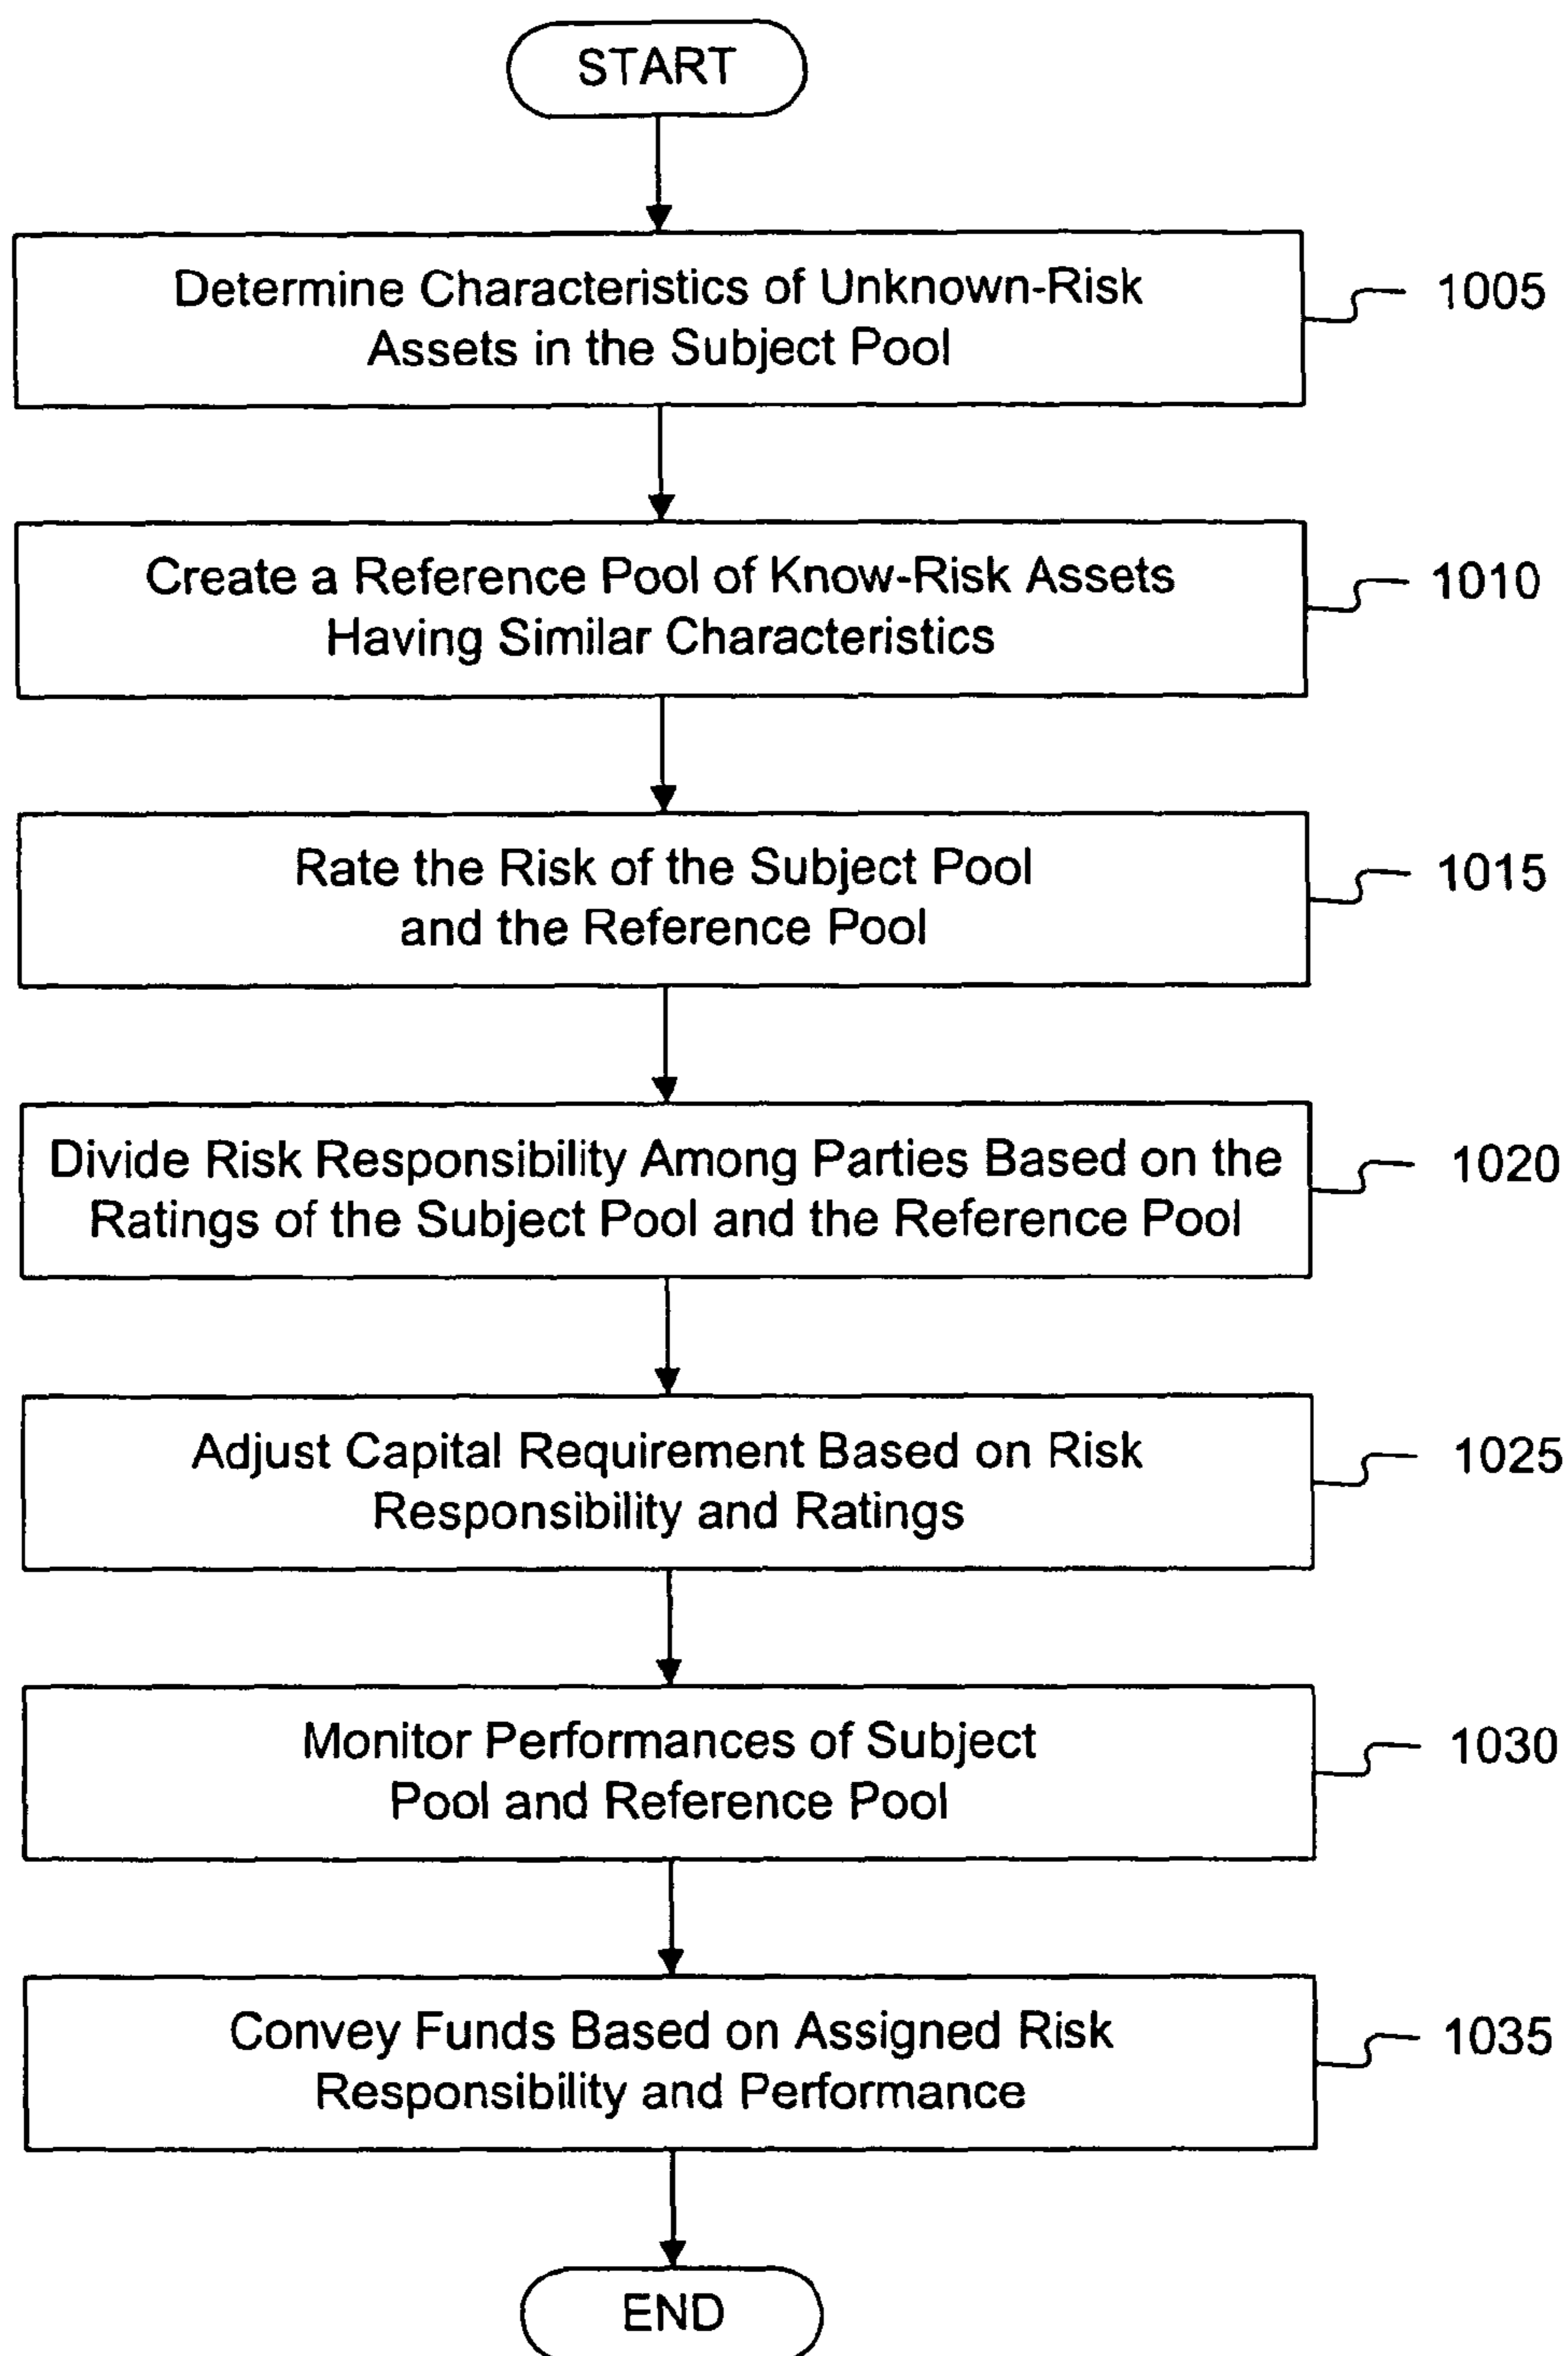 START
Determine Characteristics of Unknown-Risk
Assets in the Subject Pool
1005
Create a Reference Pool of Know-Risk Assets
Having Similar Characteristics
1010
Rate the Risk of the Subject Pool
and the Reference Pool
1015
Divide Risk Responsibility Among Parties Based on the
Ratings of the Subject Pool and the Reference Pool
1020
Adjust Capital Requirement Based on Risk
Responsibility and Ratings
1025
Monitor Performances of Subject
Pool and Reference Pool
1030
Convey Funds Based on Assigned Risk
Responsibility and Performance
1035
END